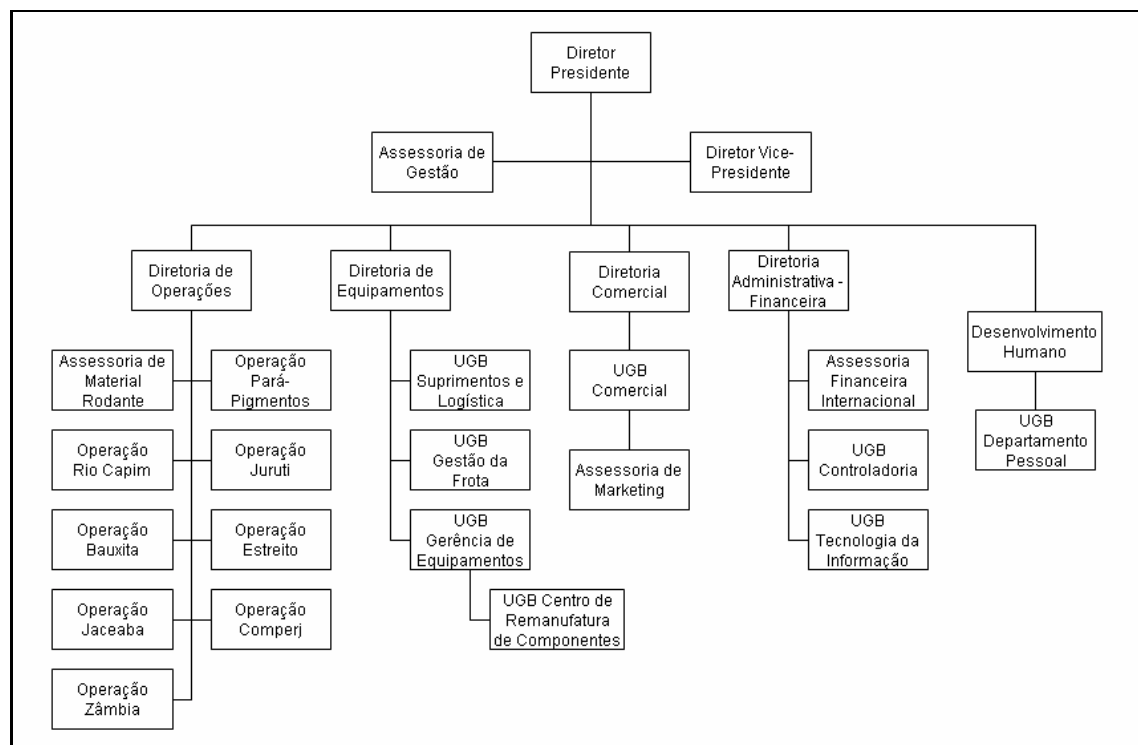 Diretor
Presidente
Assessoria de
Gestão
Diretor Vice-
Presidente
Diretoria de
Operações
Diretoria de
Equipamentos
Diretoria
Comercial
Diretoria
Administrativa -
Financeira
Desenvolvimento
Humano
Assessoria de
Material
Rodante
Operação
Pará-
Pigmentos
Operação
Rio Capim
Operação
Juruti
Operação
Bauxita
Operação
Estreito
Operação
Jaceaba
Operação
Comperj
Operação
Zâmbia
UGB
Suprimentos e
Logística
UGB
Gestão da
Frota
UGB
Gerência de
Equipamentos
UGB Centro de
Remanufatura
de Componentes
UGB
Comercial
Assessoria de
Marketing
Assessoria
Financeira
Internacional
UGB
Controladoria
UGB
Tecnologia da
Informação
UGB
Departamento
Pessoal